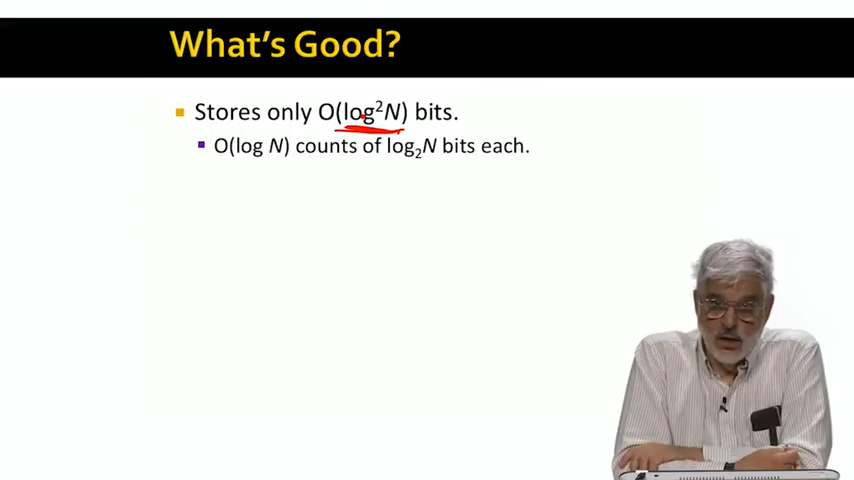 What's Good?
Stores only O(log²N) bits.
O(log N) counts of log₂N bits each.